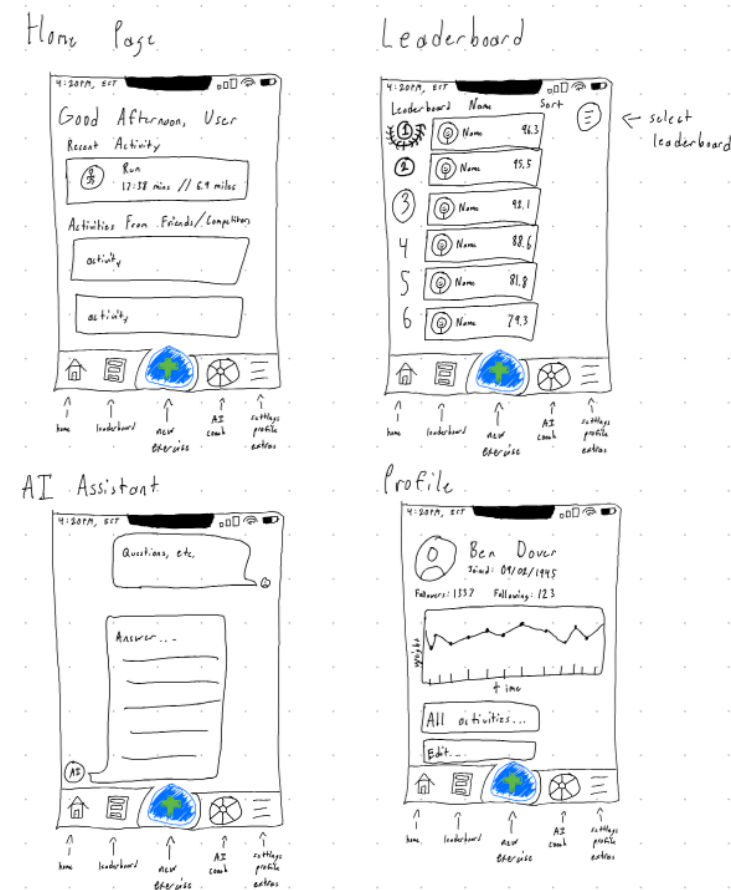 Home Page
4:20PM, EST
Good Afternoon, User
Recent Activity
Run
17:38 mins // 6.9 miles
Activities From Friends/Competitors
activity
activity
home
leaderboard
new exercise
AI coach
settings profile extras
Leaderboard
4:20PM, EST
Leaderboard Name Sort
1 Name 96.3
2 Name 95.5
3 Name 92.1
4 Name 88.6
5 Name 81.8
6 Name 79.3
← select leaderboard
home
leaderboard
new exercise
AI coach
settings profile extras
AI Assistant
4:20PM, EST
Questions, etc.
Answer...
AI
home
leaderboard
new exercise
AI coach
settings profile extras
Profile
4:20PM, EST
Ben Dover
Joined: 09/02/1945
Followers: 1337 Following: 123
weight
time
All activities...
Edit...
home
leaderboard
new exercise
AI coach
settings profile extras